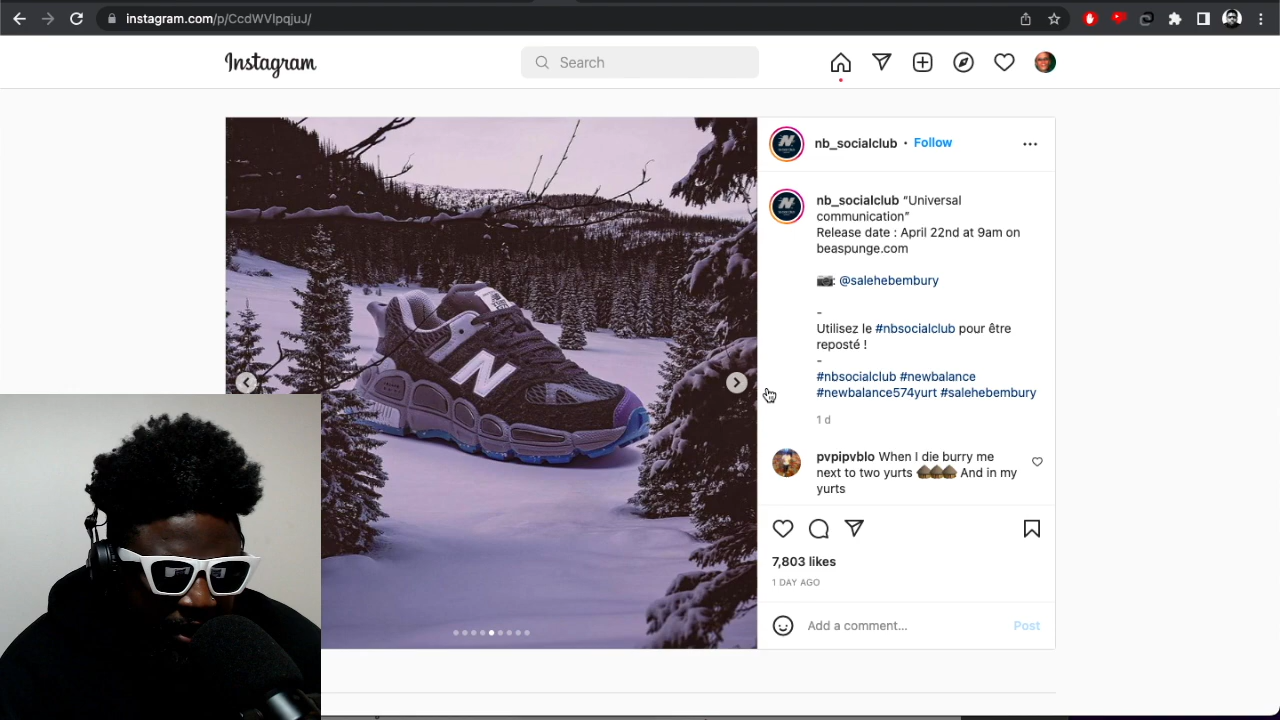 instagram.com/p/CcdWVlpqjuJ/
Instagram
Search
nb_socialclub • Follow
nb_socialclub “Universal
communication”
Release date : April 22nd at 9am on
beaspunge.com
📷: @salehebembury
-
Utilisez le #nbsocialclub pour être
reposté !
-
#nbsocialclub #newbalance
#newbalance574yurt #salehebembury
1 d
pvpipvblo When I die burry me
next to two yurts 🛖🛖🛖 And in my
yurts
7,803 likes
1 DAY AGO
Add a comment...
Post
N